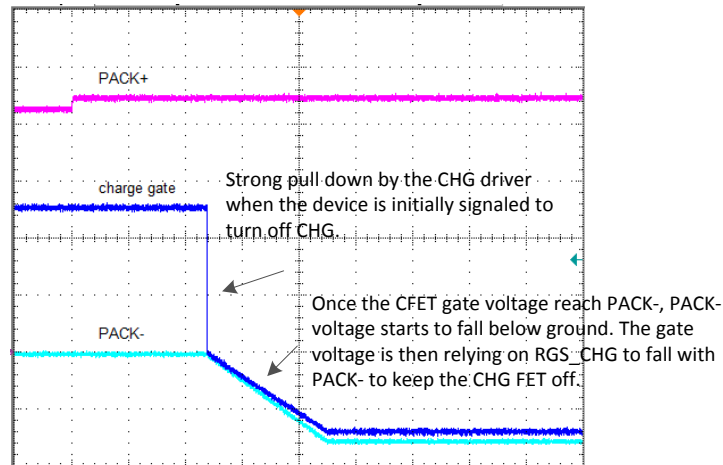 PACK+
charge gate
Strong pull down by the CHG driver
when the device is initially signaled to
turn off CHG.
Once the CFET gate voltage reach PACK-, PACK-
voltage starts to fall below ground. The gate
voltage is then relying on RGS_CHG to fall with
PACK- to keep the CHG FET off.
PACK-